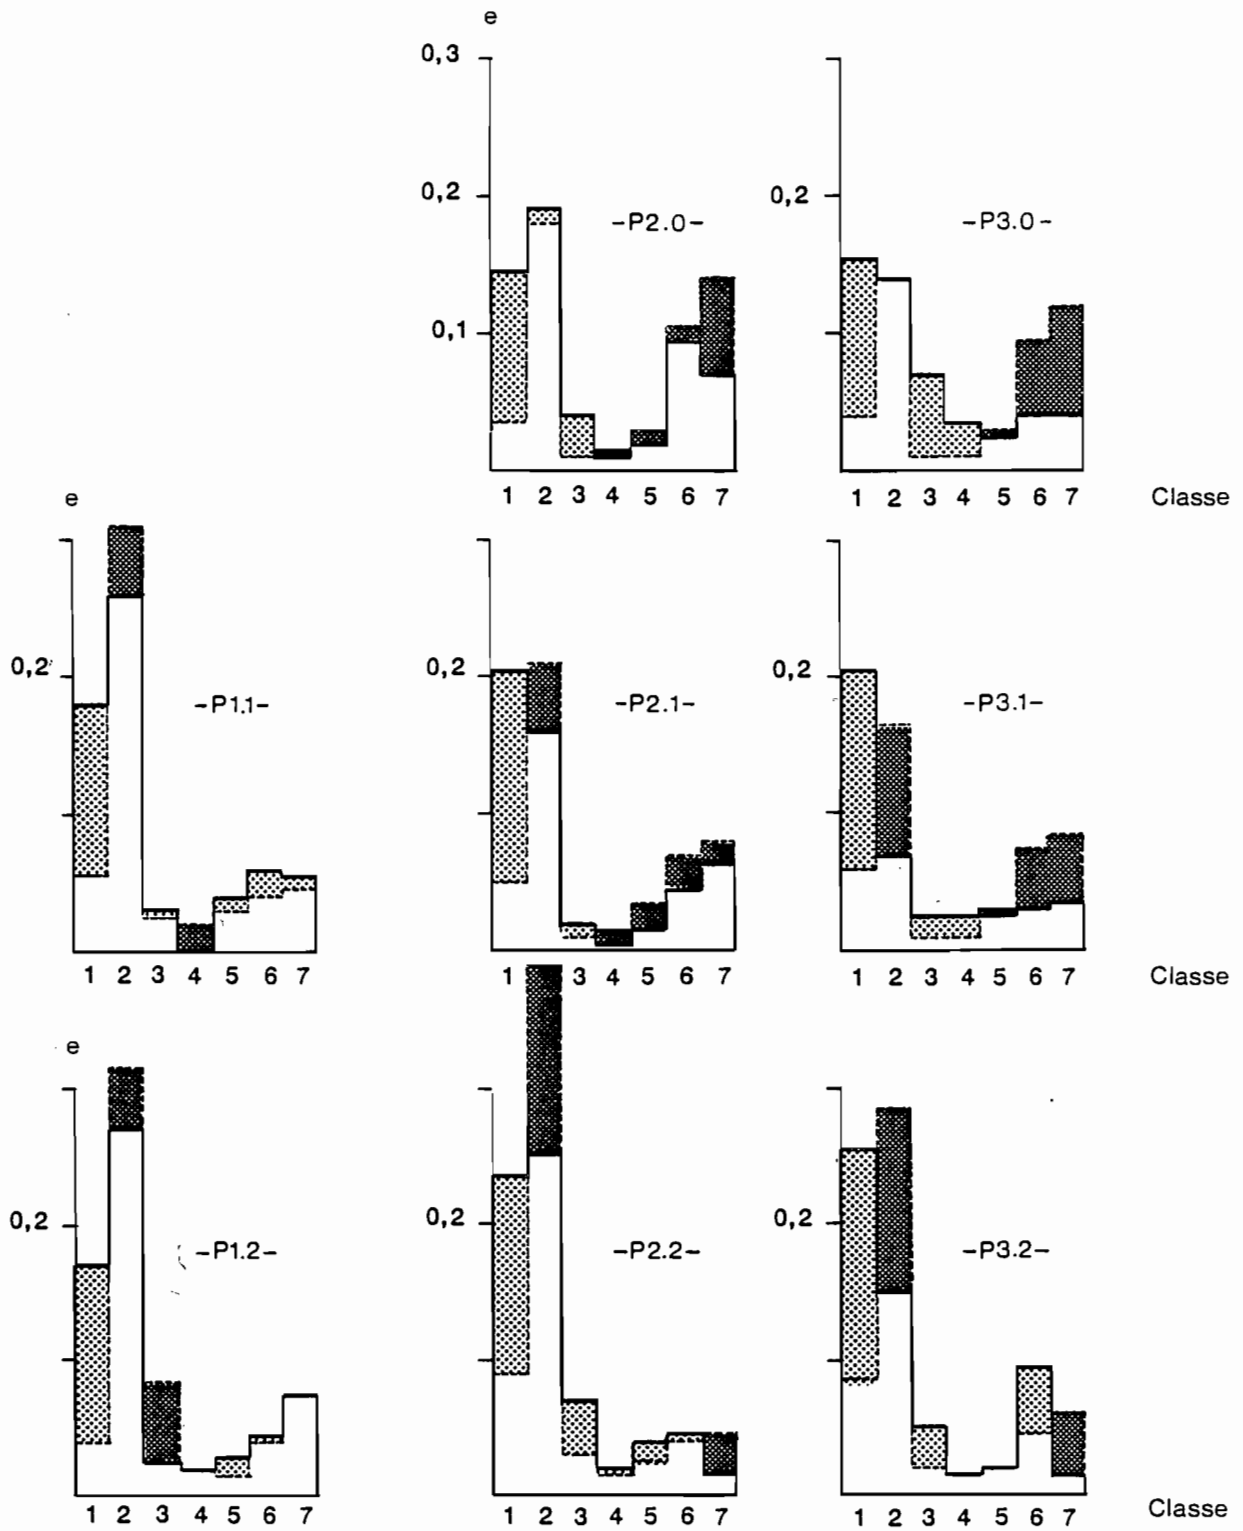 e
0,3
0,2
0,2
-P2.0-
-P3.0-
0,1
1 2 3 4 5 6 7
1 2 3 4 5 6 7
Classe
e
0,2
0,2
0,2
-P1.1-
-P2.1-
-P3.1-
1 2 3 4 5 6 7
1 3 4 5 6 7
1 2 3 4 5 6 7
Classe
e
0,2
0,2
0,2
-P1.2-
-P2.2-
-P3.2-
1 2 3 4 5 6 7
1 2 3 4 5 6 7
1 2 3 4 5 6 7
Classe